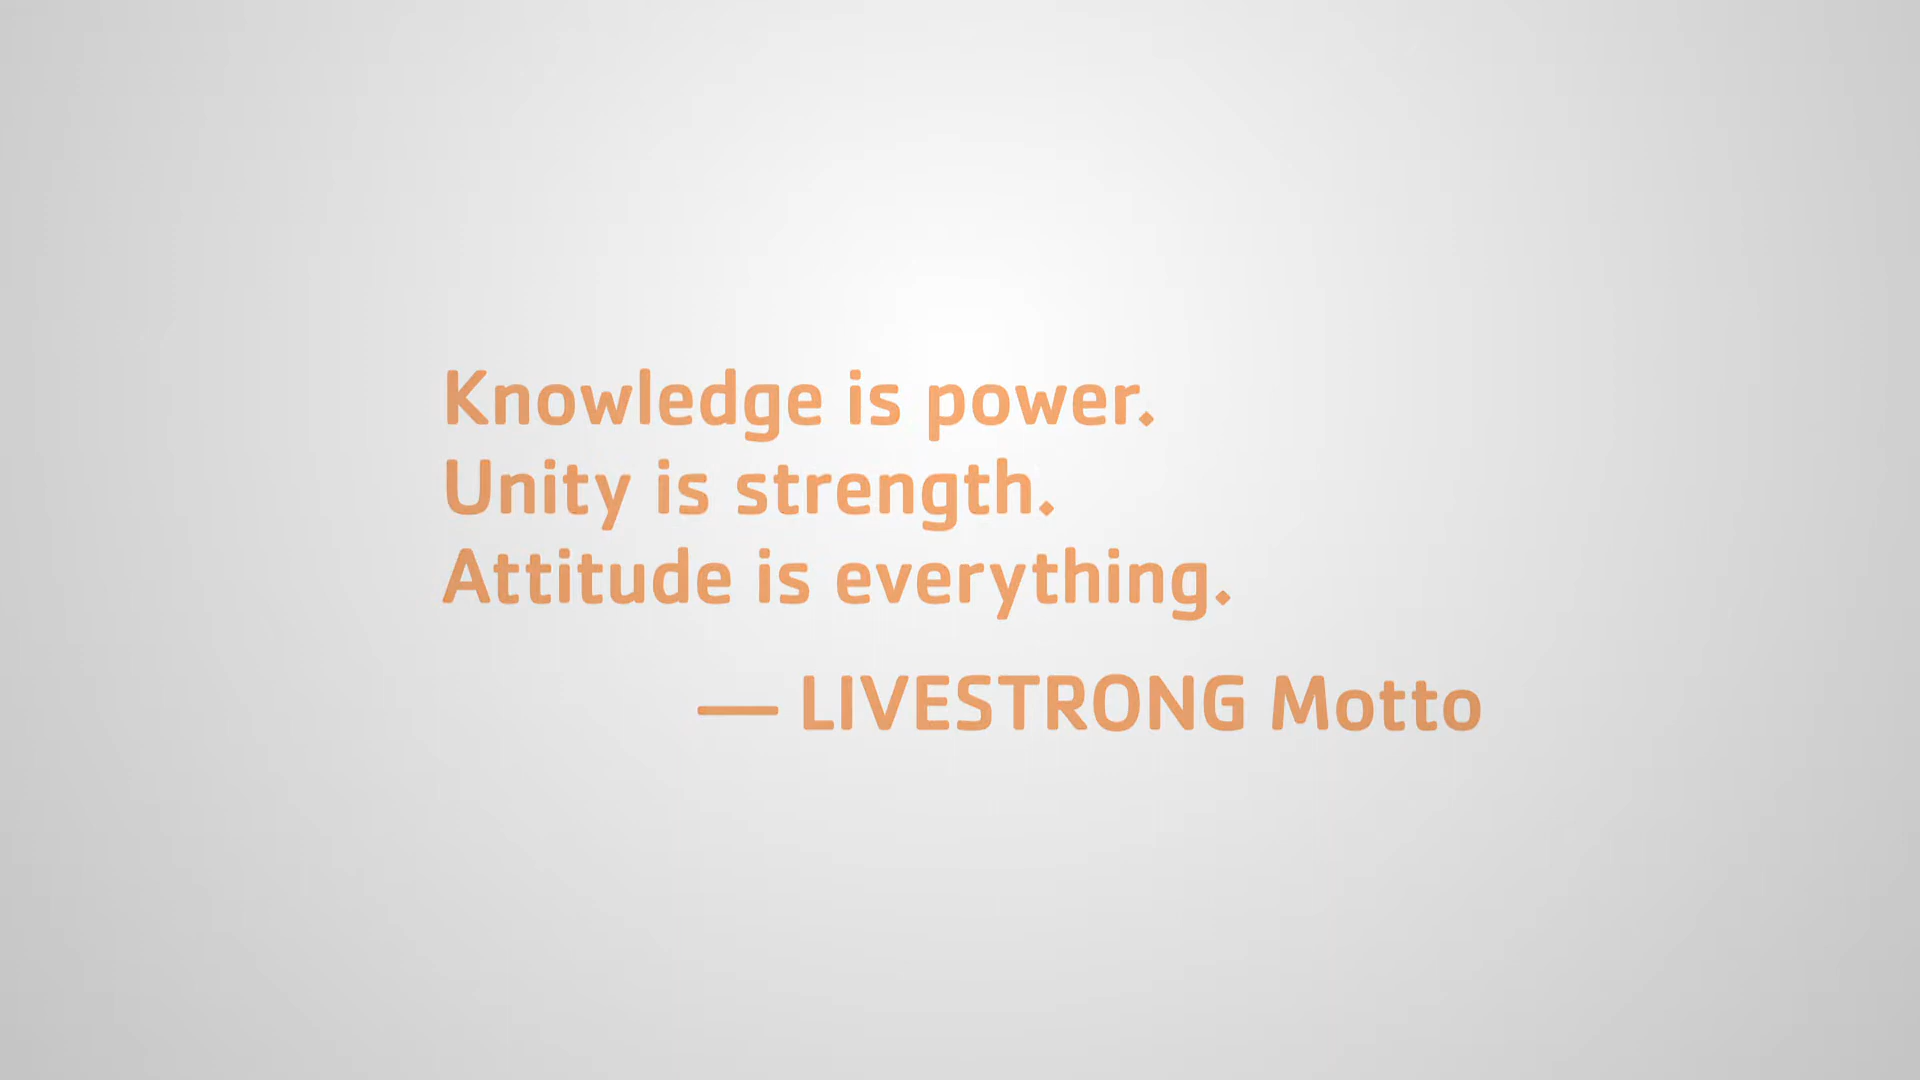 Knowledge is power.
Unity is strength.
Attitude is everything.
— LIVESTRONG Motto